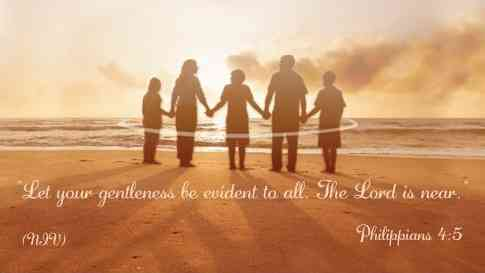 "Let your gentleness be evident to all. The Lord is near."
Philippians 4:5
(NIV)